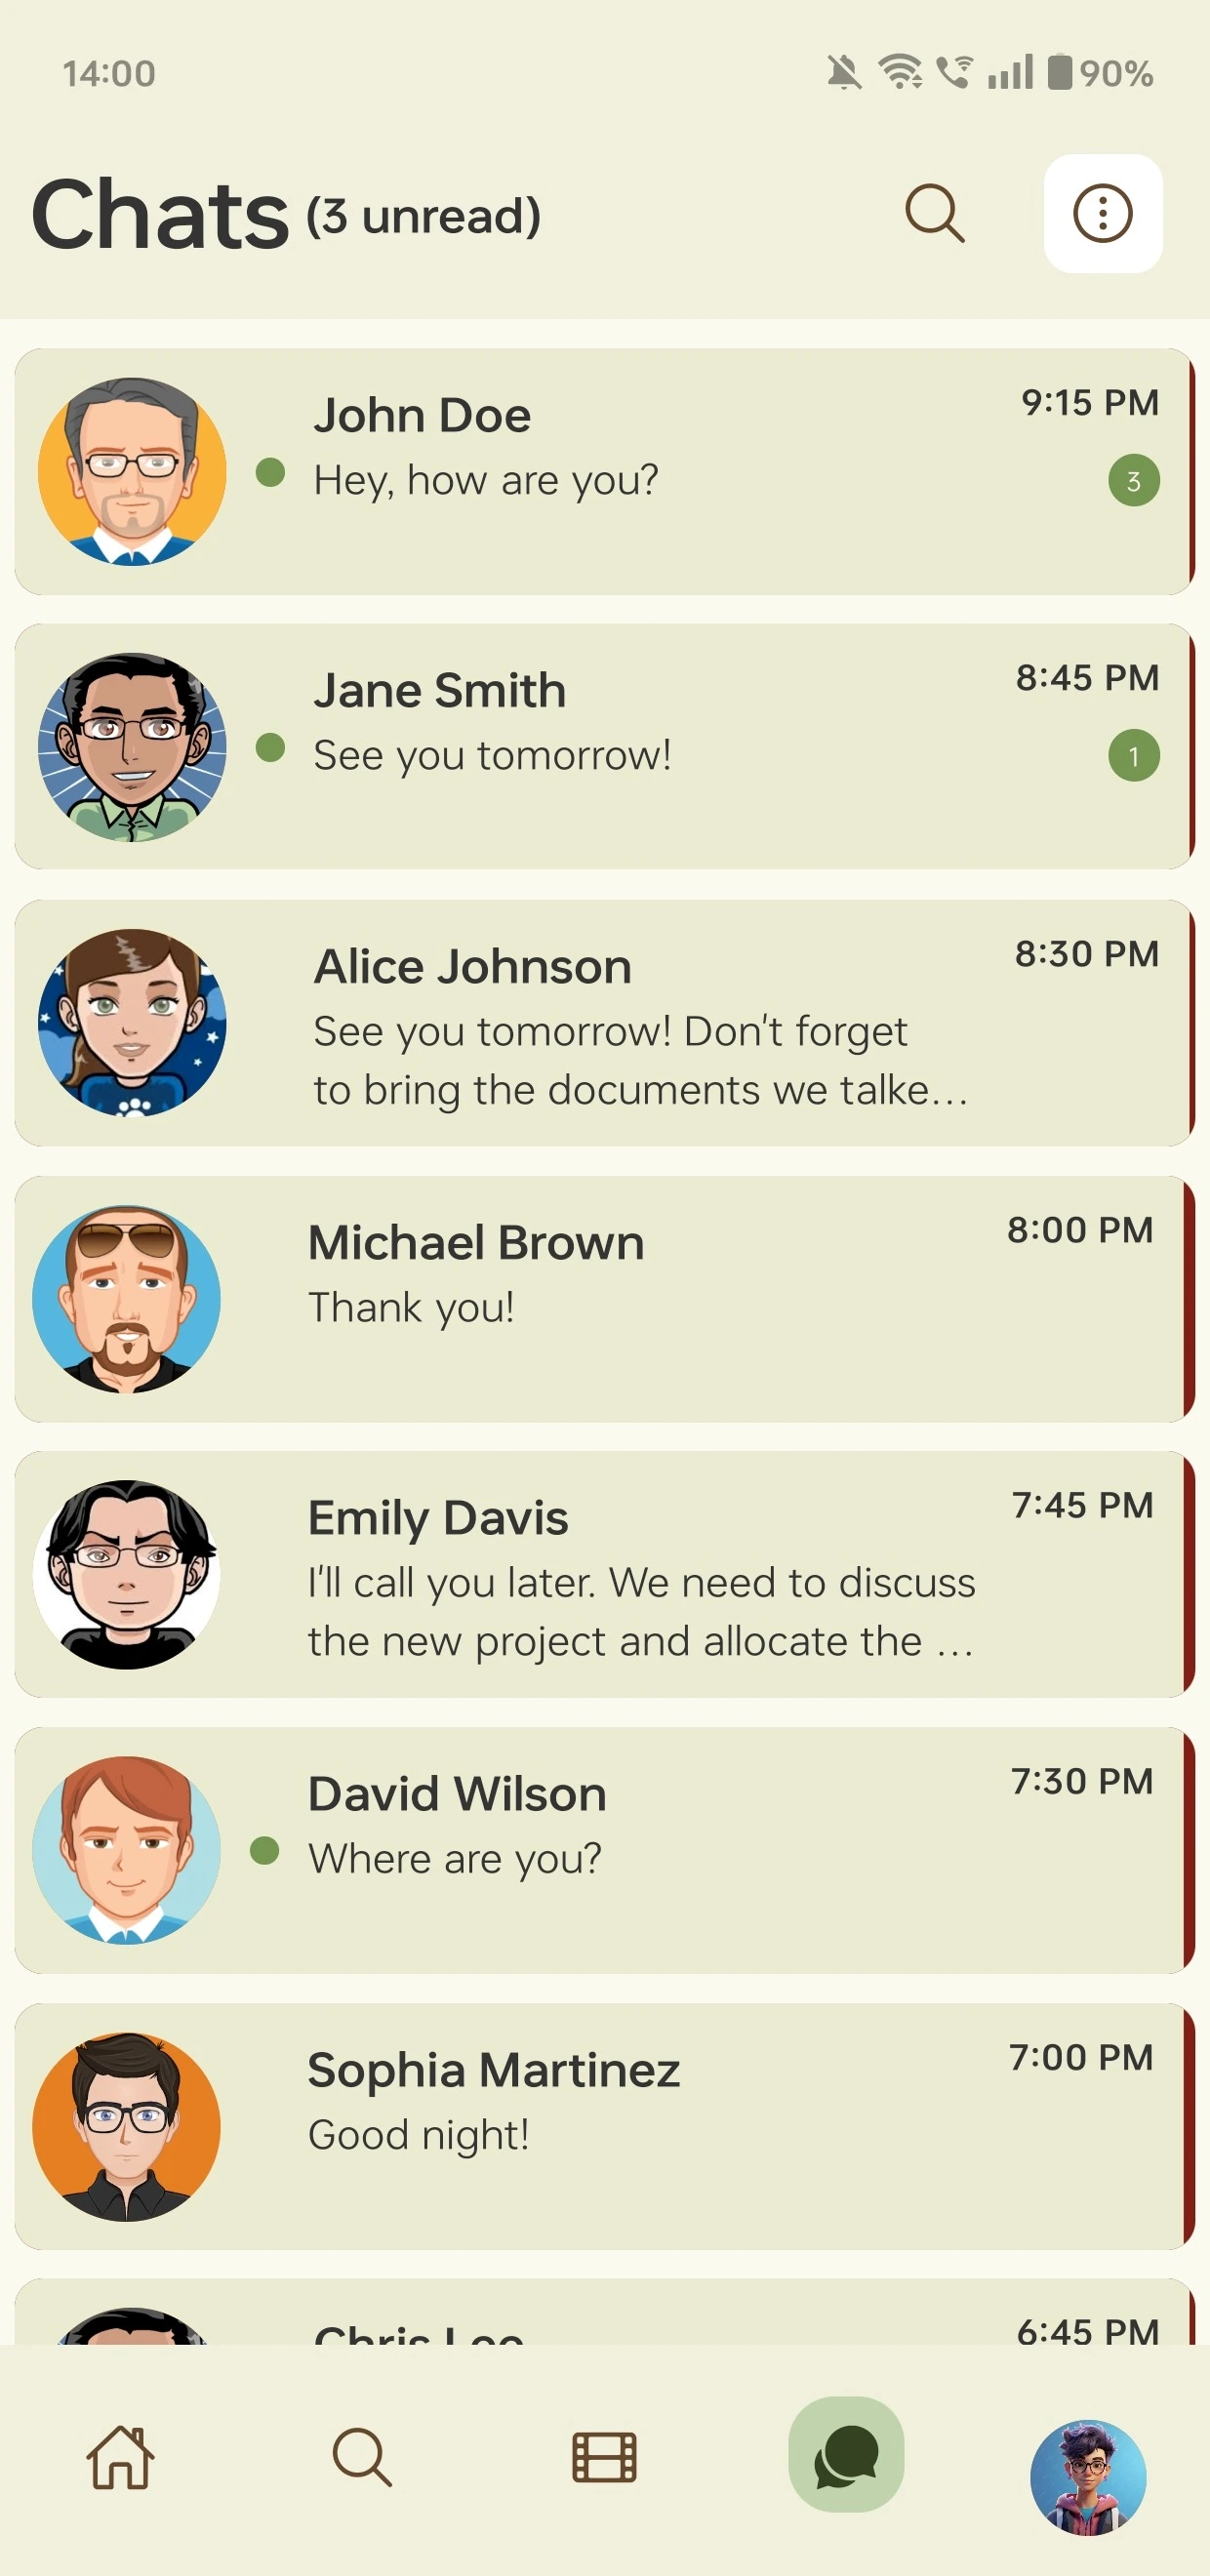 14:00
90%
Chats (3 unread)
John Doe
9:15 PM
Hey, how are you?
3
Jane Smith
8:45 PM
See you tomorrow!
1
Alice Johnson
8:30 PM
See you tomorrow! Don't forget
to bring the documents we talke...
Michael Brown
8:00 PM
Thank you!
Emily Davis
7:45 PM
I'll call you later. We need to discuss
the new project and allocate the ...
David Wilson
7:30 PM
Where are you?
Sophia Martinez
7:00 PM
Good night!
Chris Lee
6:45 PM